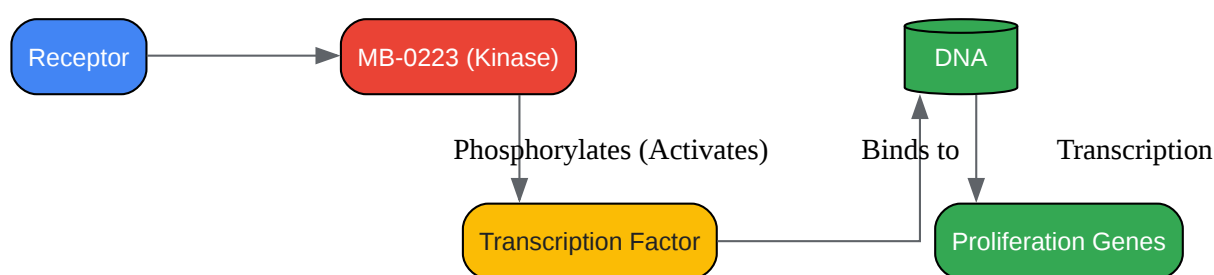 Receptor
MB-0223 (Kinase)
DNA
Phosphorylates (Activates)
Binds to
Transcription
Transcription Factor
Proliferation Genes